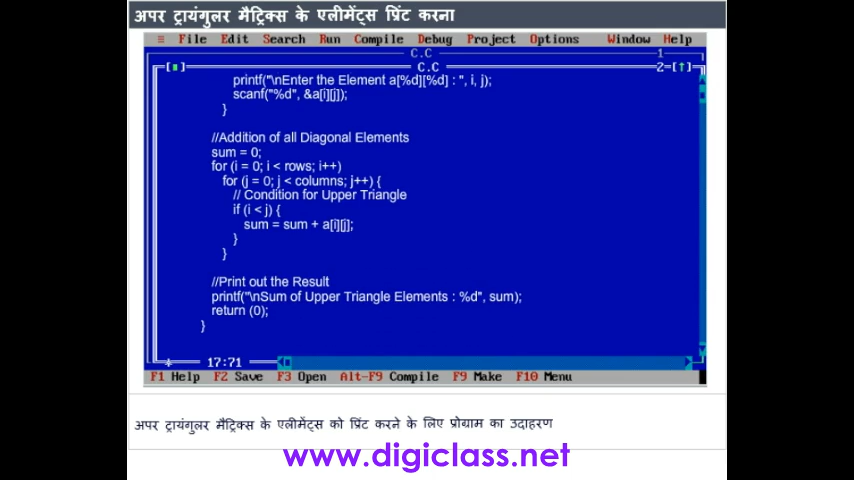 अपर ट्रायंगुलर मैट्रिक्स के एलीमेंट्स प्रिंट करना
≡ File Edit Search Run Compile Debug Project Options Window Help
C.C 1
[■] C.C 2=[↑]
printf("\nEnter the Element a[%d][%d] : ", i, j);
scanf("%d", &a[i][j]);
}
//Addition of all Diagonal Elements
sum = 0;
for (i = 0; i < rows; i++)
for (j = 0; j < columns; j++) {
// Condition for Upper Triangle
if (i < j) {
sum = sum + a[i][j];
}
}
//Print out the Result
printf("\nSum of Upper Triangle Elements : %d", sum);
return (0);
}
17:71
F1 Help F2 Save F3 Open Alt-F9 Compile F9 Make F10 Menu
अपर ट्रायंगुलर मैट्रिक्स के एलीमेंट्स को प्रिंट करने के लिए प्रोग्राम का उदाहरण
www.digiclass.net